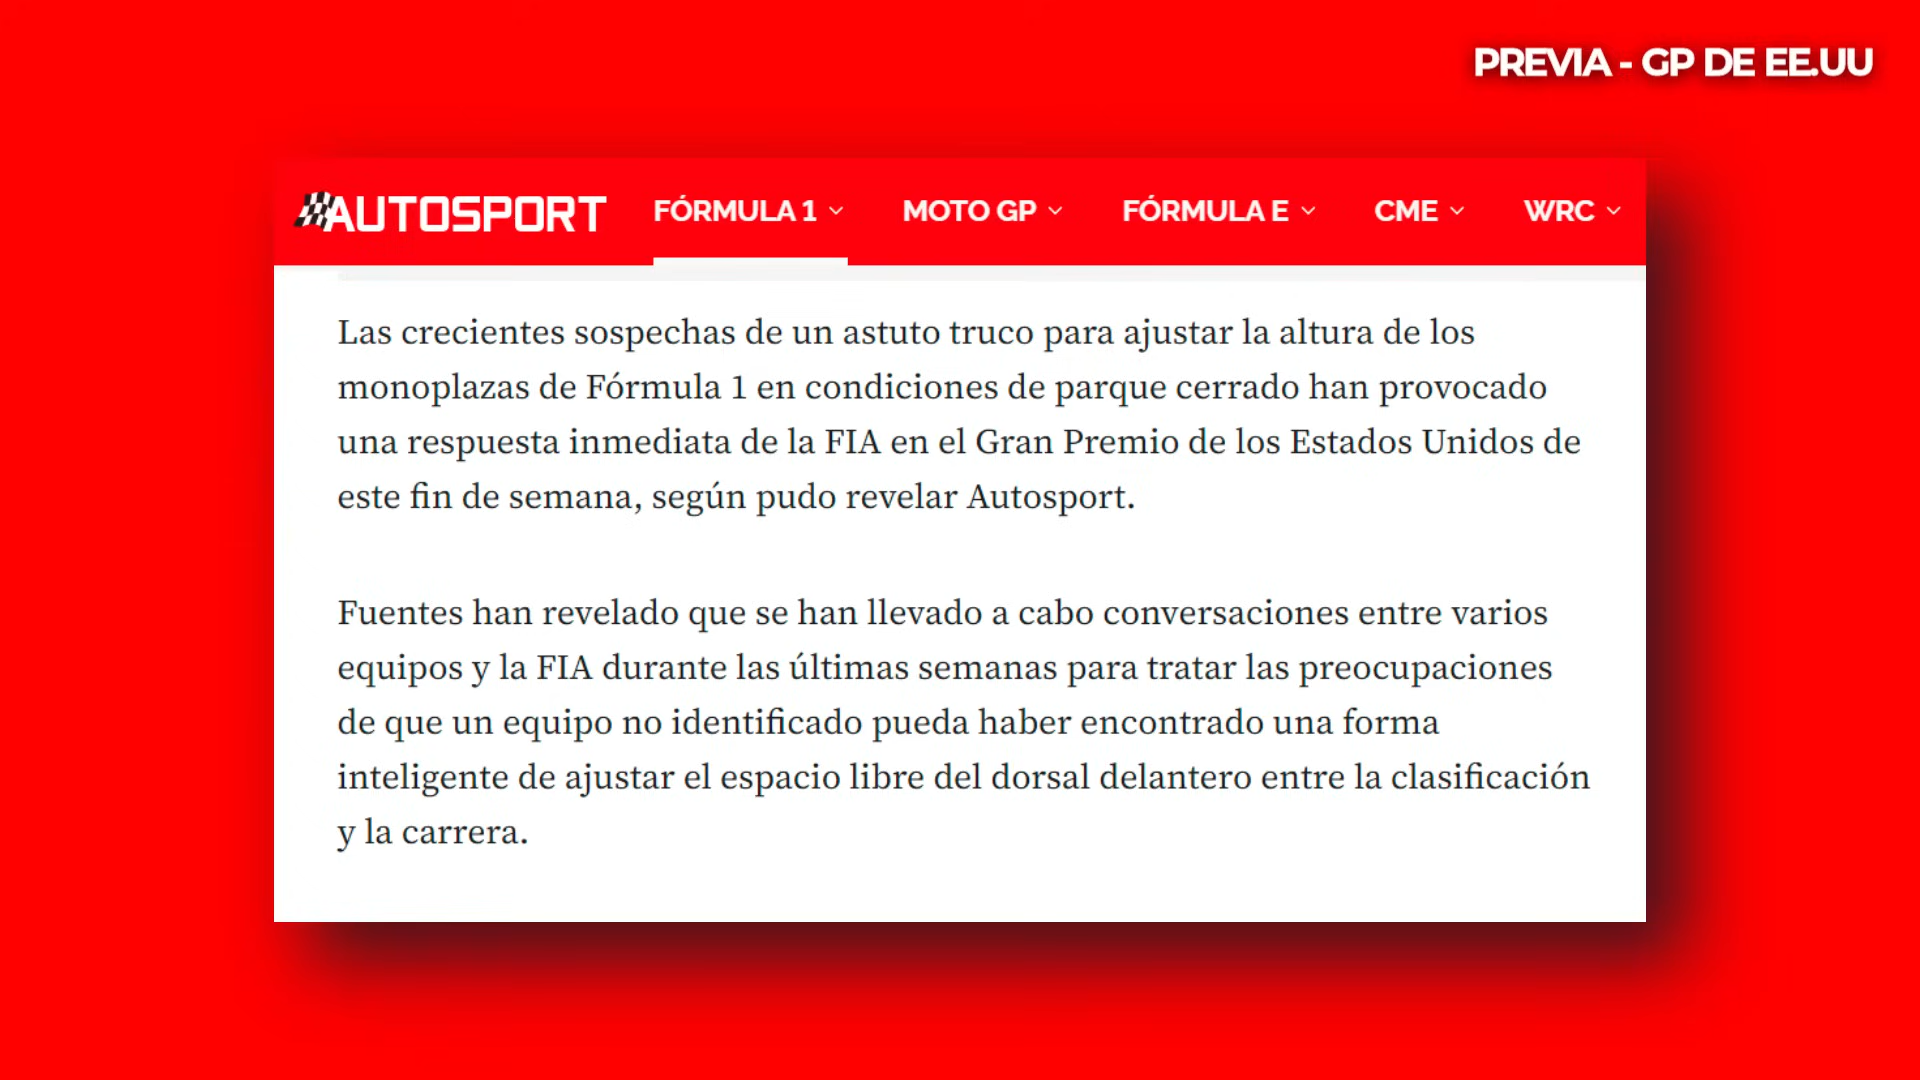 PREVIA - GP DE EE.UU
AUTOSPORT FÓRMULA 1 MOTO GP FÓRMULA E CME WRC
Las crecientes sospechas de un astuto truco para ajustar la altura de los
monoplazas de Fórmula 1 en condiciones de parque cerrado han provocado
una respuesta inmediata de la FIA en el Gran Premio de los Estados Unidos de
este fin de semana, según pudo revelar Autosport.
Fuentes han revelado que se han llevado a cabo conversaciones entre varios
equipos y la FIA durante las últimas semanas para tratar las preocupaciones
de que un equipo no identificado pueda haber encontrado una forma
inteligente de ajustar el espacio libre del dorsal delantero entre la clasificación
y la carrera.